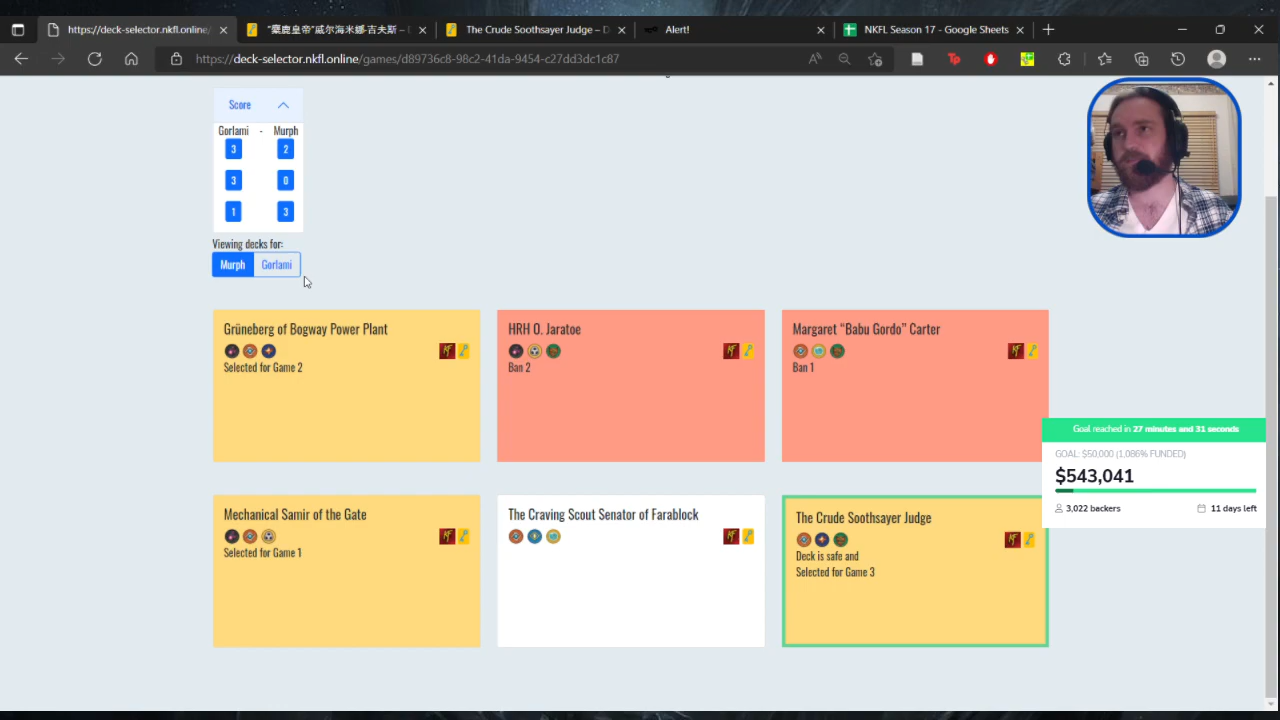 https://deck-selector.nkfl.online/
"麋鹿皇帝"威尔海米娜·吉夫斯 – D
The Crude Soothsayer Judge – D
Alert!
NKFL Season 17 - Google Sheets
https://deck-selector.nkfl.online/games/d89736c8-98c2-41da-9454-c27dd3dc1c87
Score
Gorlami - Murph
3 2
3 0
1 3
Viewing decks for:
Murph Gorlami
Grüneberg of Bogway Power Plant
Selected for Game 2
HRH O. Jaratoe
Ban 2
Margaret “Babu Gordo” Carter
Ban 1
Goal reached in 27 minutes and 31 seconds
GOAL: $50,000 (1,086% FUNDED)
$543,041
3,022 backers
11 days left
Mechanical Samir of the Gate
Selected for Game 1
The Craving Scout Senator of Farablock
The Crude Soothsayer Judge
Deck is safe and
Selected for Game 3